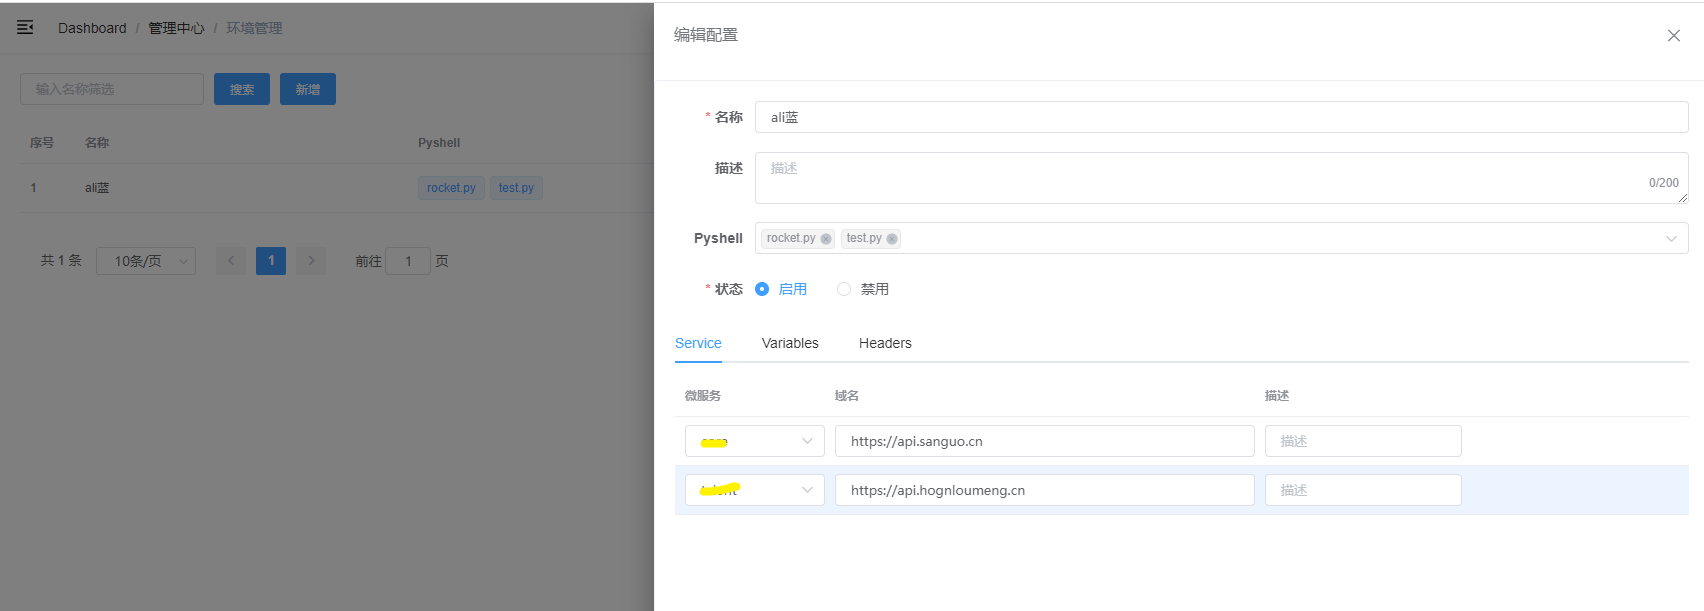 Dashboard / 管理中心 / 环境管理
输入名称筛选 搜索 新增
序号 名称 Pyshell
1 ali蓝 rocket.py test.py
共 1 条 10条/页 1 前往 1 页
编辑配置
* 名称 ali蓝
描述 描述
0/200
Pyshell rocket.py test.py
* 状态 启用 禁用
Service Variables Headers
微服务 域名 描述
https://api.sanguo.cn 描述
https://api.hognloumeng.cn 描述